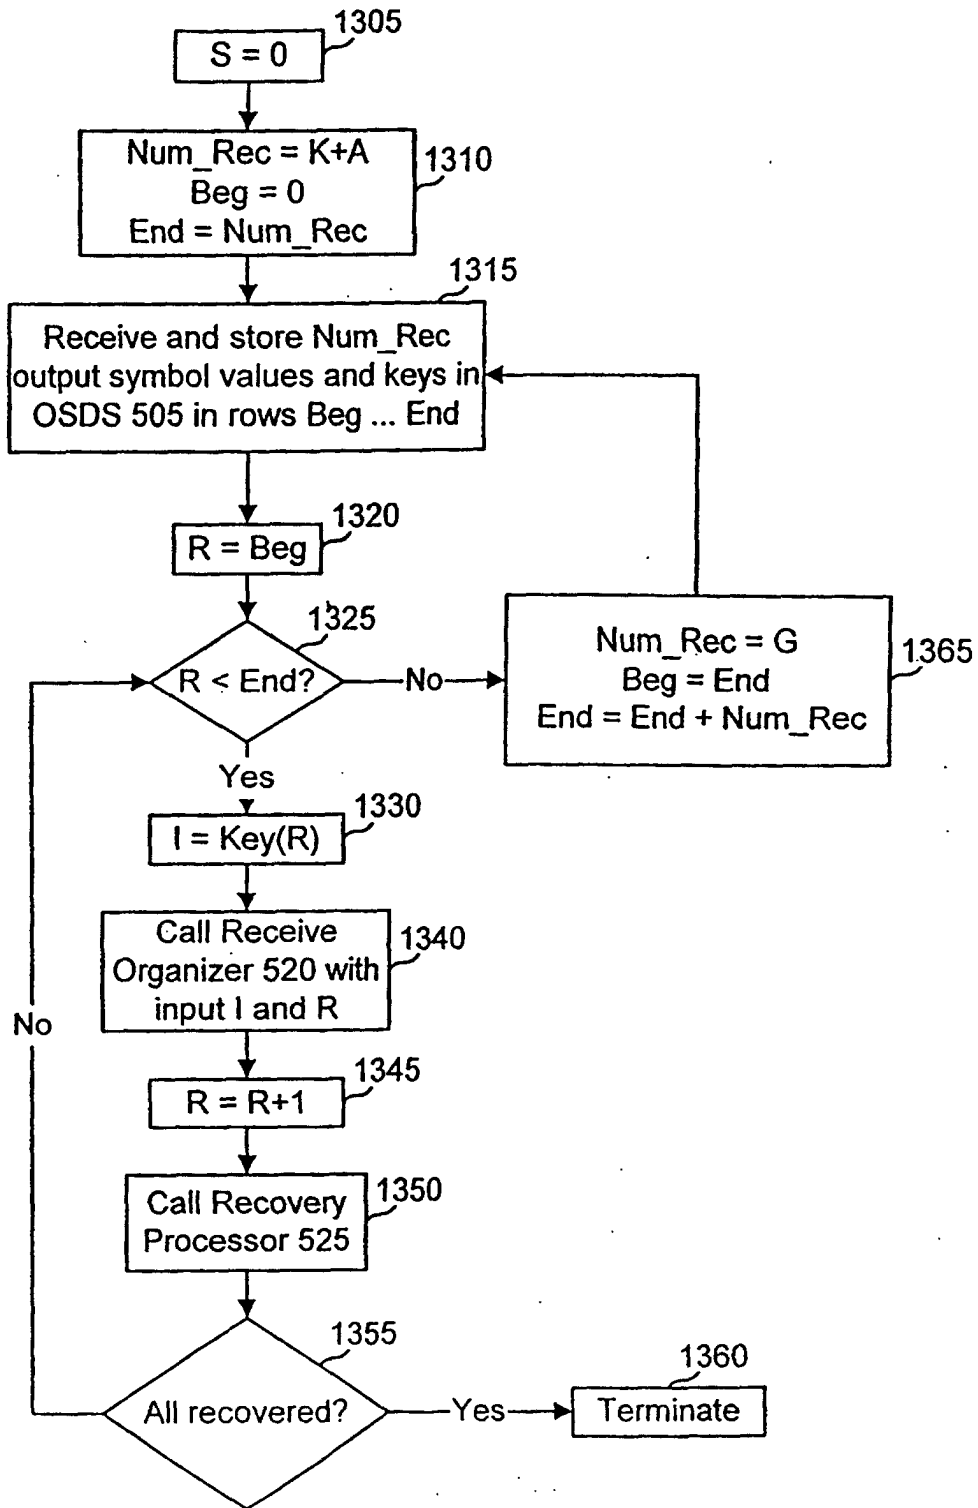 1305
S = 0
Num_Rec = K+A
Beg = 0
End = Num_Rec
1310
1315
Receive and store Num_Rec
output symbol values and keys in
OSDS 505 in rows Beg ... End
1320
R = Beg
1325
R < End?
No
Num_Rec = G
Beg = End
End = End + Num_Rec
1365
Yes
1330
I = Key(R)
Call Receive
Organizer 520 with
input I and R
1340
No
1345
R = R+1
Call Recovery
Processor 525
1350
1355
All recovered?
Yes
1360
Terminate